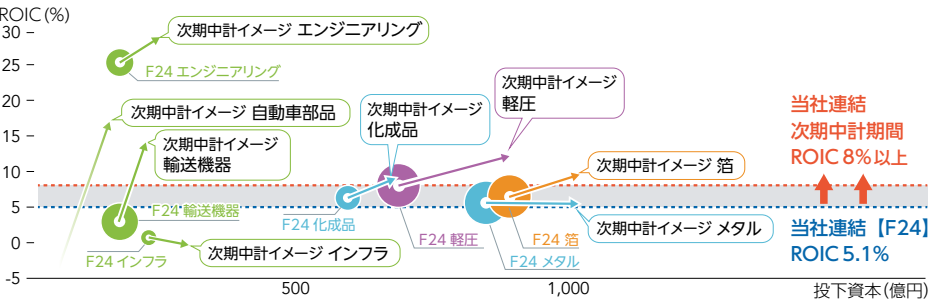 ROIC(%)
30
25
20
15
10
5
0
-5
次期中計イメージ エンジニアリング
F24 エンジニアリング
次期中計イメージ 自動車部品
次期中計イメージ
輸送機器
F24 輸送機器
F24 インフラ
次期中計イメージ インフラ
次期中計イメージ
化成品
F24 化成品
次期中計イメージ
軽圧
F24 軽圧
次期中計イメージ 箔
F24 箔
次期中計イメージ メタル
F24 メタル
当社連結
次期中計期間
ROIC 8%以上
当社連結【F24】
ROIC 5.1%
500
1,000
投下資本(億円)